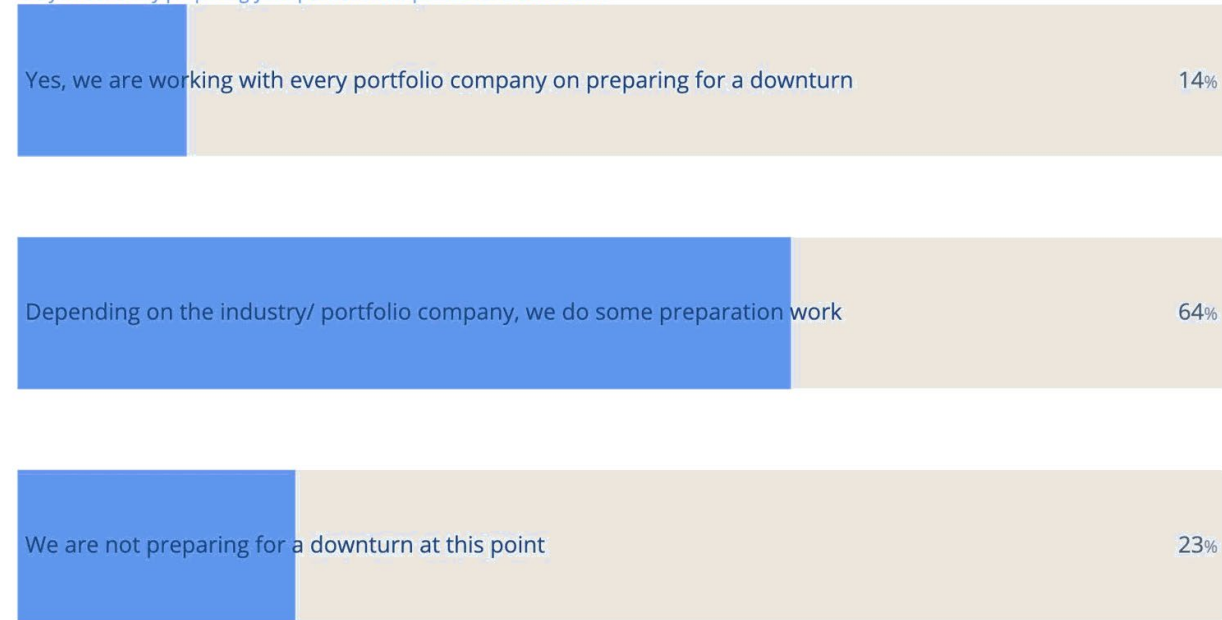 Yes, we are working with every portfolio company on preparing for a downturn 14%
Depending on the industry/ portfolio company, we do some preparation work 64%
We are not preparing for a downturn at this point 23%